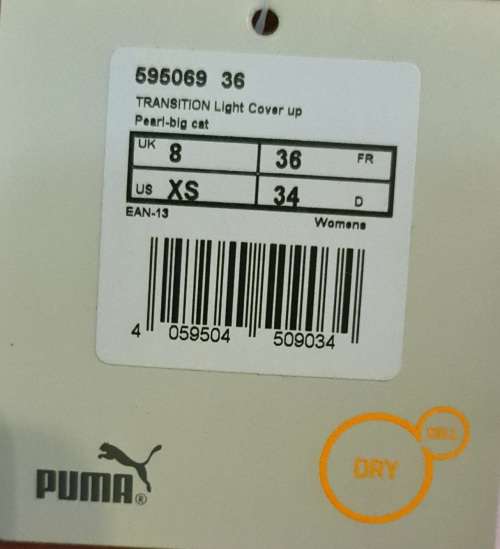 595069 36
TRANSITION Light Cover up
Pearl-big cat
UK 8 36 FR
US XS 34 D
EAN-13 Womens
4 059504 509034
CELL
DRY
PUMA®